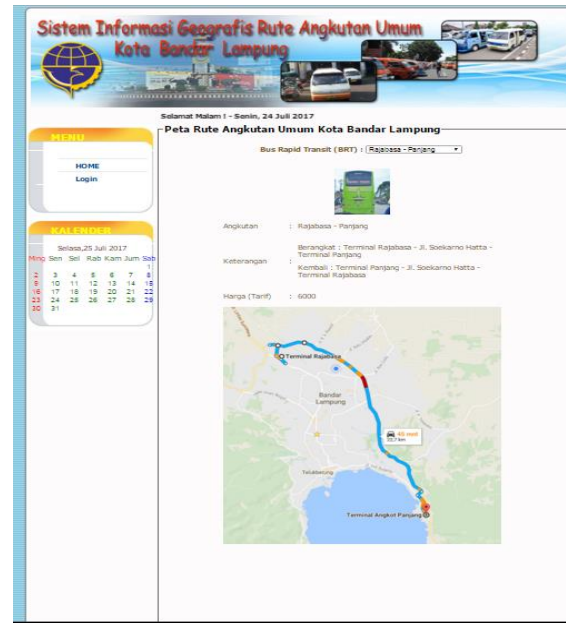 Sistem Informasi Geografis Rute Angkutan Umum
Kota Bandar Lampung
Selamat Malam ! - Senin, 24 Juli 2017
MENU
HOME
Login
KALENDER
Selasa,25 Juli 2017
Ming Sen Sel Rab Kam Jum Sab
1
2 3 4 5 6 7 8
9 10 11 12 13 14 15
16 17 18 19 20 21 22
23 24 25 26 27 28 29
30 31
Peta Rute Angkutan Umum Kota Bandar Lampung
Bus Rapid Transit (BRT) : Rajabasa - Panjang
Angkutan : Rajabasa - Panjang
Keterangan :
Berangkat : Terminal Rajabasa - Jl. Soekarno Hatta -
Terminal Panjang
Kembali : Terminal Panjang - Jl. Soekarno Hatta -
Terminal Rajabasa
Harga (Tarif) : 6000
Terminal Rajabasa
Bandar
Lampung
Telukbetung
Terminal Angkot Panjang